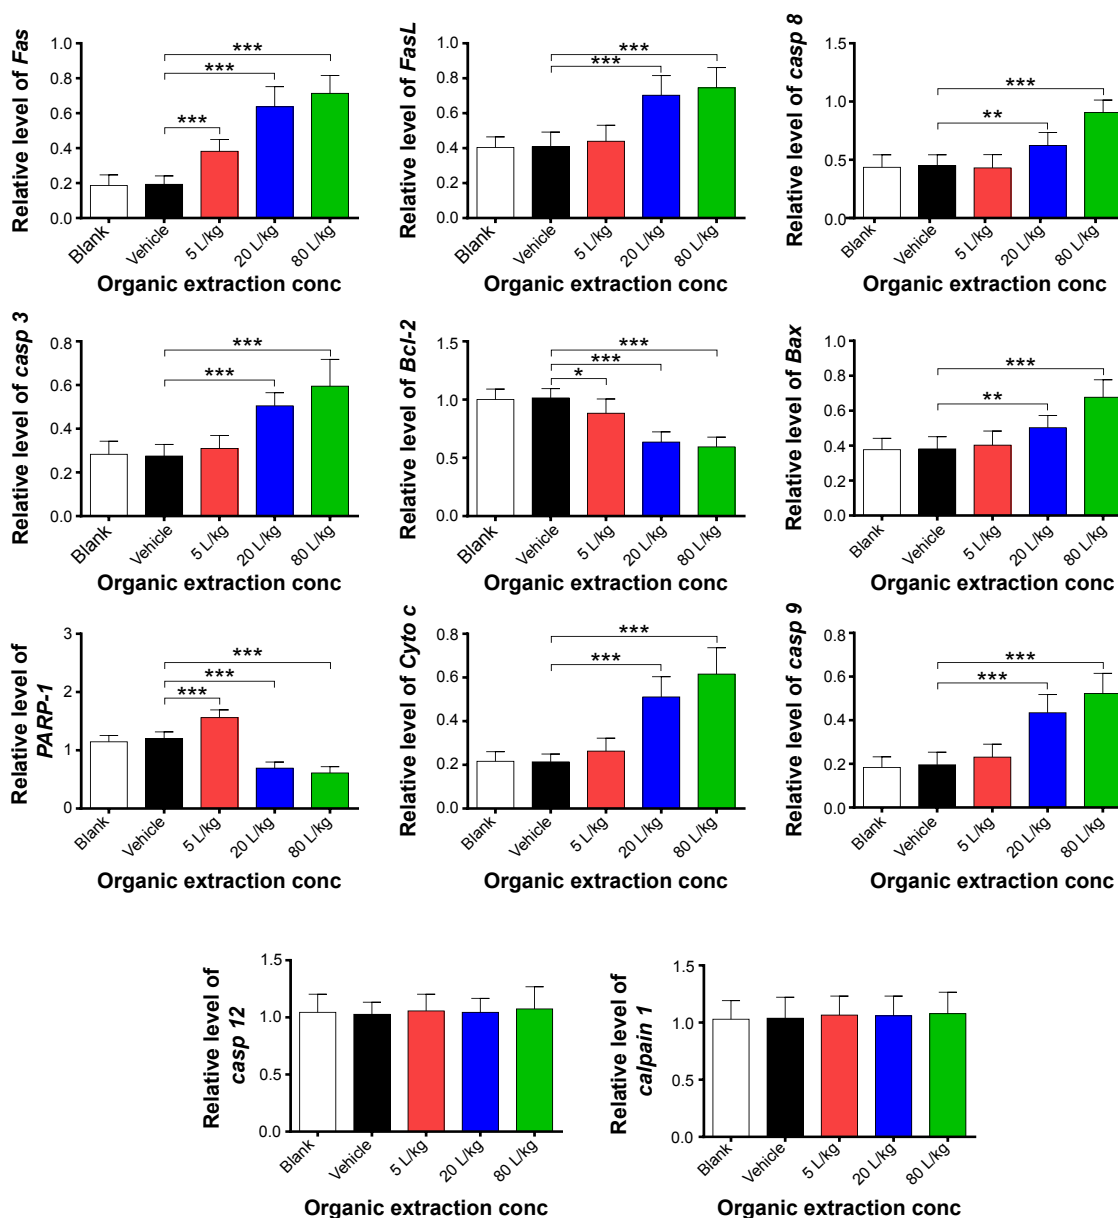 Relative level of Fas
1.0
0.8
0.6
0.4
0.2
0.0
***
***
***
Blank
Vehicle
5 L/kg
20 L/kg
80 L/kg
Organic extraction conc
Relative level of FasL
1.0
0.8
0.6
0.4
0.2
0.0
***
***
Blank
Vehicle
5 L/kg
20 L/kg
80 L/kg
Organic extraction conc
Relative level of casp 8
1.5
1.0
0.5
0.0
***
**
Blank
Vehicle
5 L/kg
20 L/kg
80 L/kg
Organic extraction conc
Relative level of casp 3
0.8
0.6
0.4
0.2
0.0
***
***
Blank
Vehicle
5 L/kg
20 L/kg
80 L/kg
Organic extraction conc
Relative level of Bcl-2
1.5
1.0
0.5
0.0
***
***
*
Blank
Vehicle
5 L/kg
20 L/kg
80 L/kg
Organic extraction conc
Relative level of Bax
1.0
0.8
0.6
0.4
0.2
0.0
***
**
Blank
Vehicle
5 L/kg
20 L/kg
80 L/kg
Organic extraction conc
Relative level of
PARP-1
3
2
1
0
***
***
***
Blank
Vehicle
5 L/kg
20 L/kg
80 L/kg
Organic extraction conc
Relative level of Cyto c
0.8
0.6
0.4
0.2
0.0
***
***
Blank
Vehicle
5 L/kg
20 L/kg
80 L/kg
Organic extraction conc
Relative level of casp 9
0.8
0.6
0.4
0.2
0.0
***
***
Blank
Vehicle
5 L/kg
20 L/kg
80 L/kg
Organic extraction conc
Relative level of
casp 12
1.5
1.0
0.5
0.0
Blank
Vehicle
5 L/kg
20 L/kg
80 L/kg
Organic extraction conc
Relative level of
calpain 1
1.5
1.0
0.5
0.0
Blank
Vehicle
5 L/kg
20 L/kg
80 L/kg
Organic extraction conc